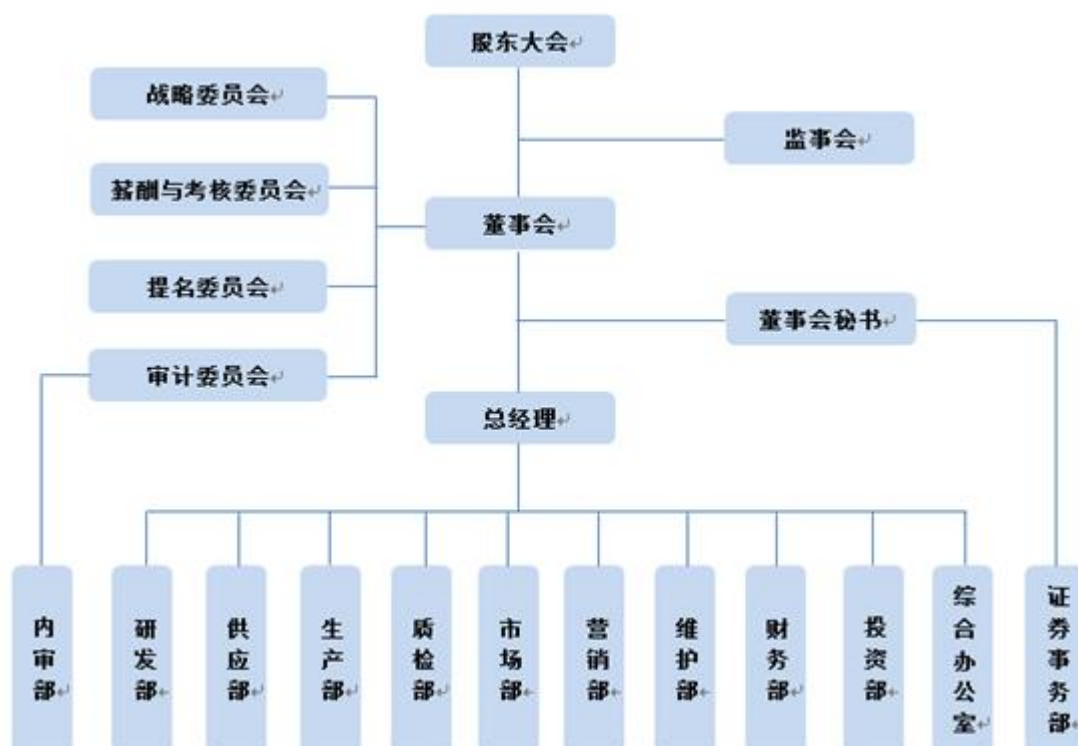 股东大会
战略委员会
监事会
薪酬与考核委员会
董事会
提名委员会
董事会秘书
审计委员会
总经理
内审部
研发部
供应部
生产部
质检部
市场部
营销部
维护部
财务部
投资部
综合办公室
证券事务部